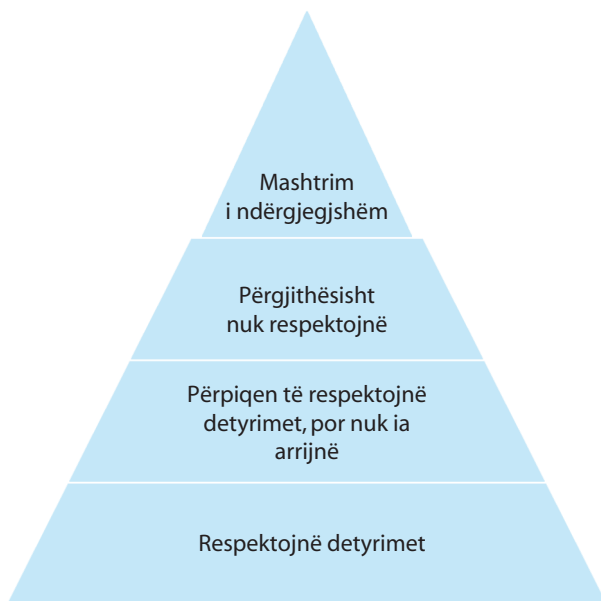 Mashtrim
i ndërgjegjshëm
Përgjithësisht
nuk respektojnë
Përpiqen të respektojnë
detyrimet, por nuk ia
arrijnë
Respektojnë detyrimet